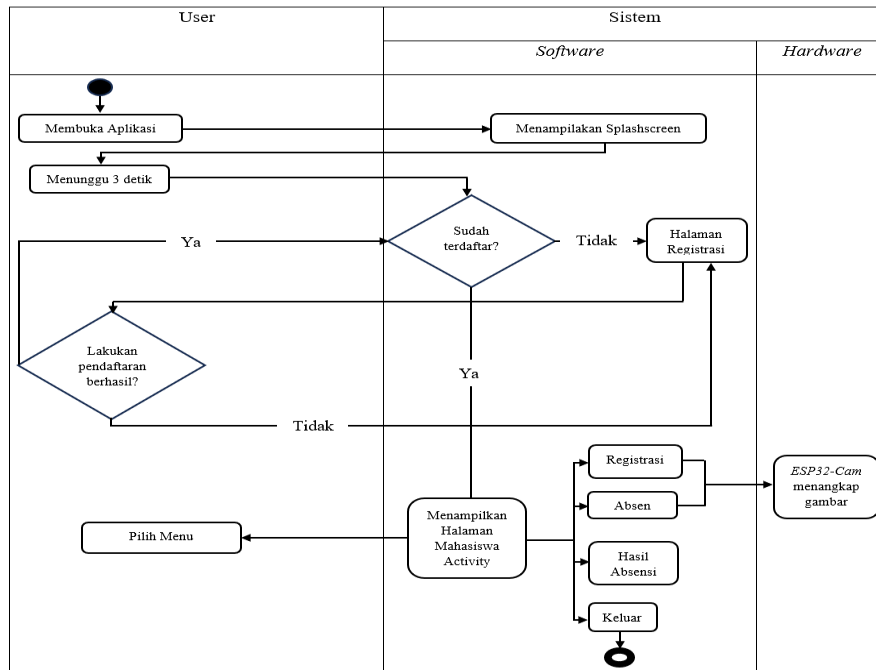 User
Sistem
Software
Hardware
Membuka Aplikasi
Menampilakan Splashscreen
Menunggu 3 detik
Sudah
terdaftar?
Tidak
Halaman
Registrasi
Ya
Lakukan
pendaftaran
berhasil?
Ya
Tidak
Registrasi
ESP32-Cam
menangkap
gambar
Absen
Menampilkan
Halaman
Mahasiswa
Activity
Pilih Menu
Hasil
Absensi
Keluar